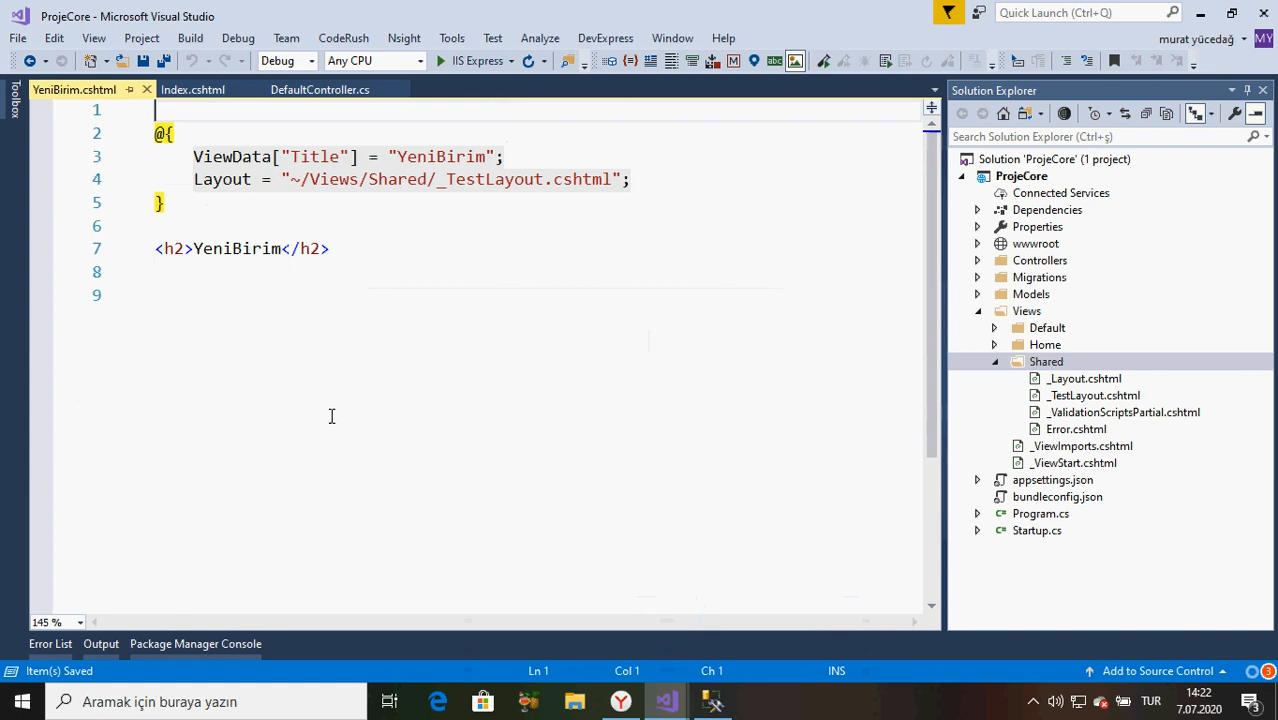 ProjeCore - Microsoft Visual Studio
Quick Launch (Ctrl+Q)
File Edit View Project Build Debug Team CodeRush Nsight Tools Test Analyze DevExpress Window Help
murat yücedağ
MY
Debug Any CPU IIS Express
Toolbox
YeniBirim.cshtml Index.cshtml DefaultController.cs
1
2 @{
3 ViewData["Title"] = "YeniBirim";
4 Layout = "~/Views/Shared/_TestLayout.cshtml";
5 }
6
7 <h2>YeniBirim</h2>
8
9
145 %
Solution Explorer
Search Solution Explorer (Ctrl+ş)
Solution 'ProjeCore' (1 project)
ProjeCore
Connected Services
Dependencies
Properties
wwwroot
Controllers
Migrations
Models
Views
Default
Home
Shared
_Layout.cshtml
_TestLayout.cshtml
_ValidationScriptsPartial.cshtml
Error.cshtml
_ViewImports.cshtml
_ViewStart.cshtml
appsettings.json
bundleconfig.json
Program.cs
Startup.cs
Error List Output Package Manager Console
Item(s) Saved Ln 1 Col 1 Ch 1 INS Add to Source Control 3
Aramak için buraya yazın
TUR
14:22
7.07.2020
3